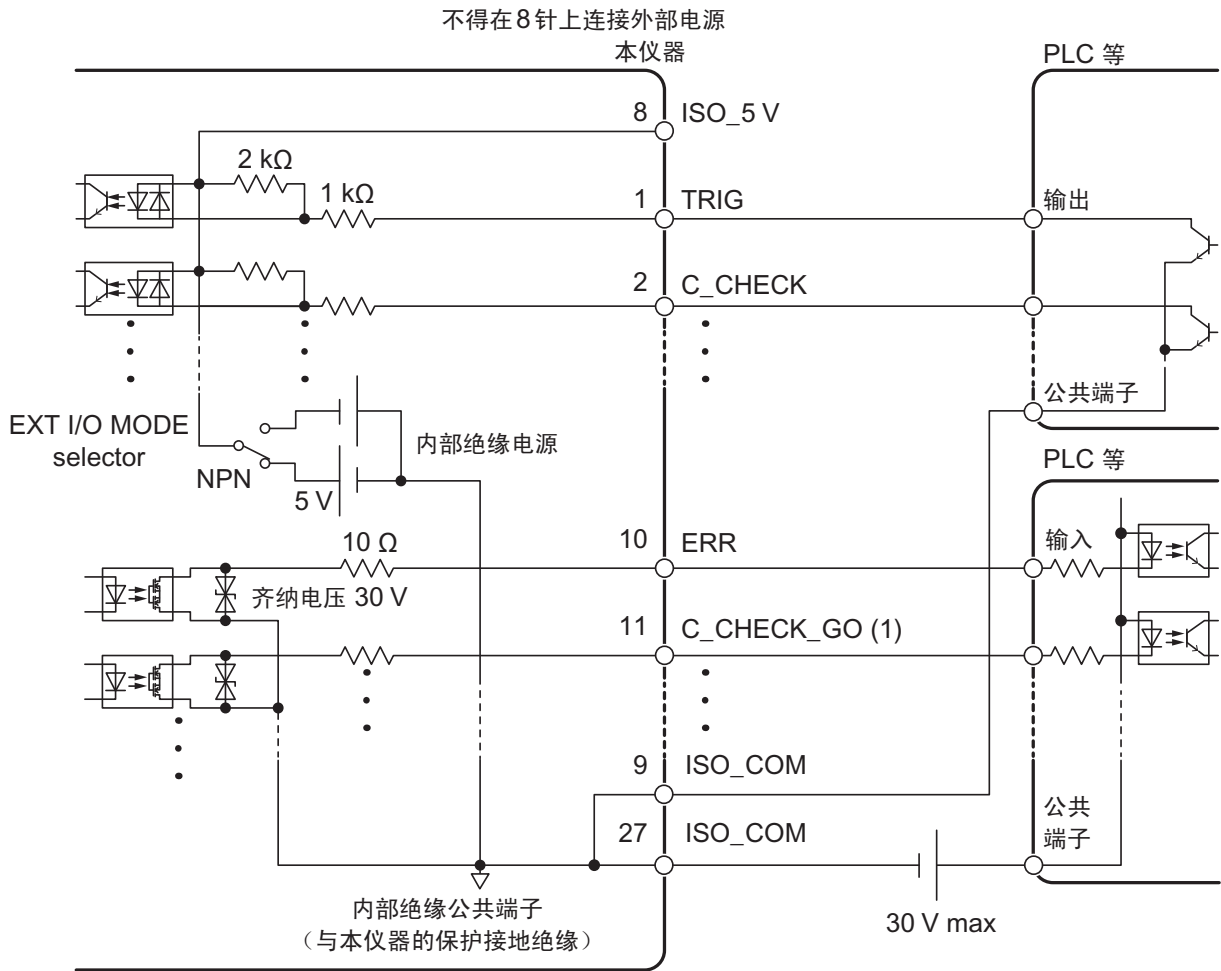 不得在8针上连接外部电源
本仪器
PLC 等
8 ISO_5 V
2 kΩ
1 kΩ
1 TRIG
输出
2 C_CHECK
公共端子
EXT I/O MODE
selector
NPN
5 V
内部绝缘电源
PLC 等
10 Ω
10 ERR
输入
齐纳电压 30 V
11 C_CHECK_GO (1)
9 ISO_COM
27 ISO_COM
公共
端子
内部绝缘公共端子
（与本仪器的保护接地绝缘）
30 V max